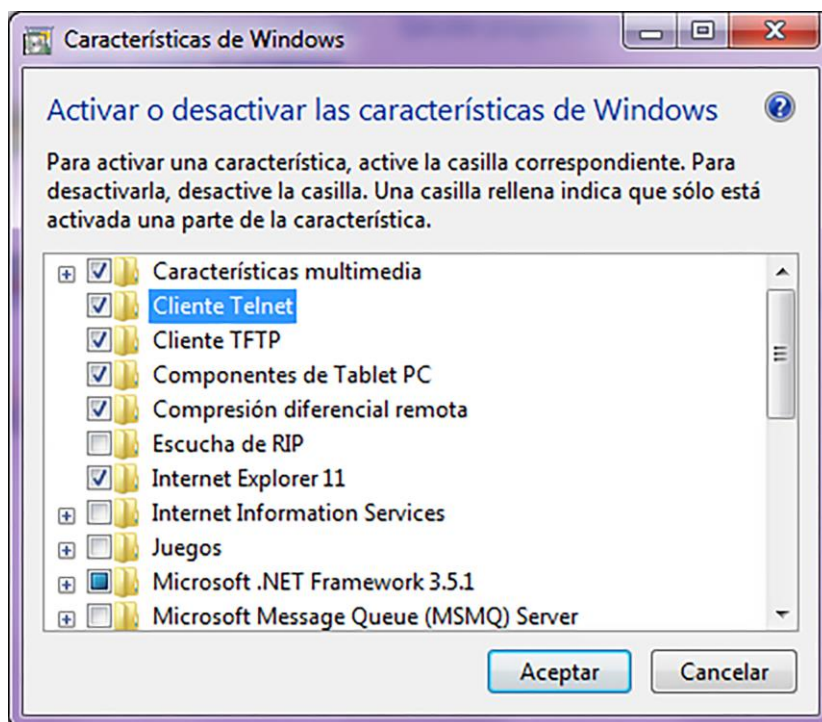 Características de Windows
Activar o desactivar las características de Windows
Para activar una característica, active la casilla correspondiente. Para
desactivarla, desactive la casilla. Una casilla rellena indica que sólo está
activada una parte de la característica.
Características multimedia
Cliente Telnet
Cliente TFTP
Componentes de Tablet PC
Compresión diferencial remota
Escucha de RIP
Internet Explorer 11
Internet Information Services
Juegos
Microsoft .NET Framework 3.5.1
Microsoft Message Queue (MSMQ) Server
Aceptar Cancelar